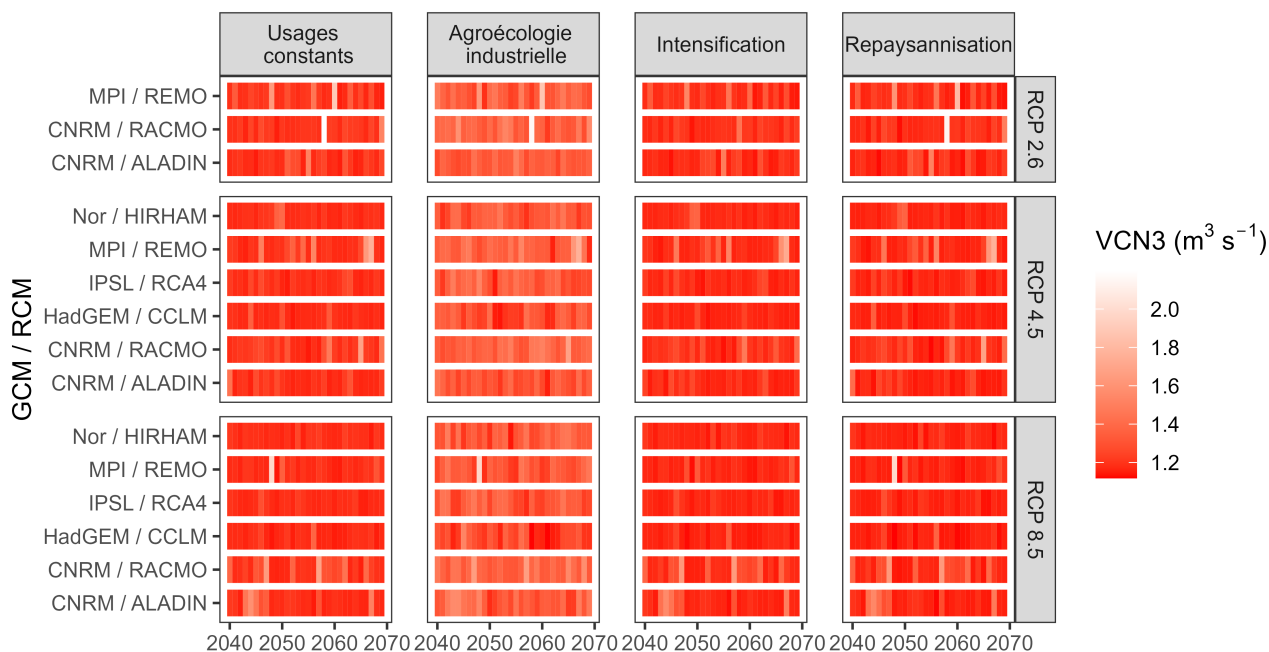 Usages
constants
Agroécologie
industrielle
Intensification
Repaysannisation
MPI / REMO
CNRM / RACMO
CNRM / ALADIN
RCP 2.6
Nor / HIRHAM
MPI / REMO
IPSL / RCA4
HadGEM / CCLM
CNRM / RACMO
CNRM / ALADIN
RCP 4.5
Nor / HIRHAM
MPI / REMO
IPSL / RCA4
HadGEM / CCLM
CNRM / RACMO
CNRM / ALADIN
RCP 8.5
2040 2050 2060 2070
2040 2050 2060 2070
2040 2050 2060 2070
2040 2050 2060 2070
GCM / RCM
VCN3 (m³ s⁻¹)
2.0
1.8
1.6
1.4
1.2